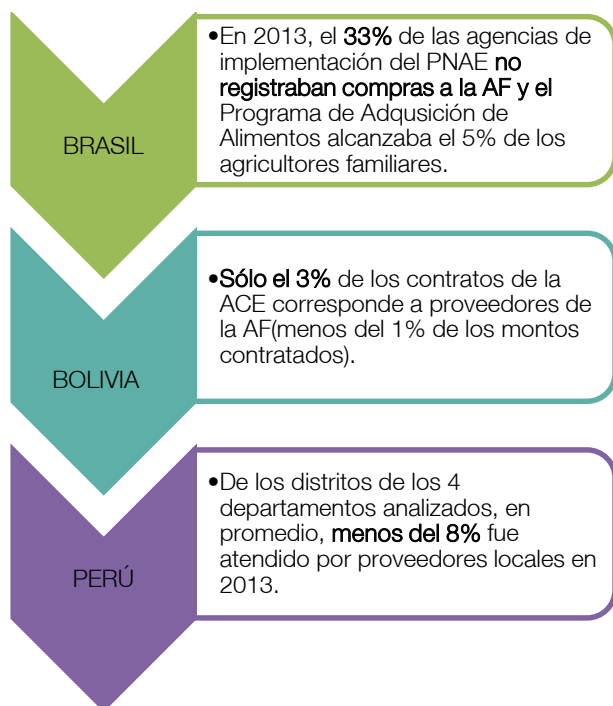 BRASIL
•En 2013, el 33% de las agencias de
implementación del PNAE no
registraban compras a la AF y el
Programa de Adqusición de
Alimentos alcanzaba el 5% de los
agricultores familiares.
BOLIVIA
•Sólo el 3% de los contratos de la
ACE corresponde a proveedores de
la AF(menos del 1% de los montos
contratados).
PERÚ
•De los distritos de los 4
departamentos analizados, en
promedio, menos del 8% fue
atendido por proveedores locales en
2013.